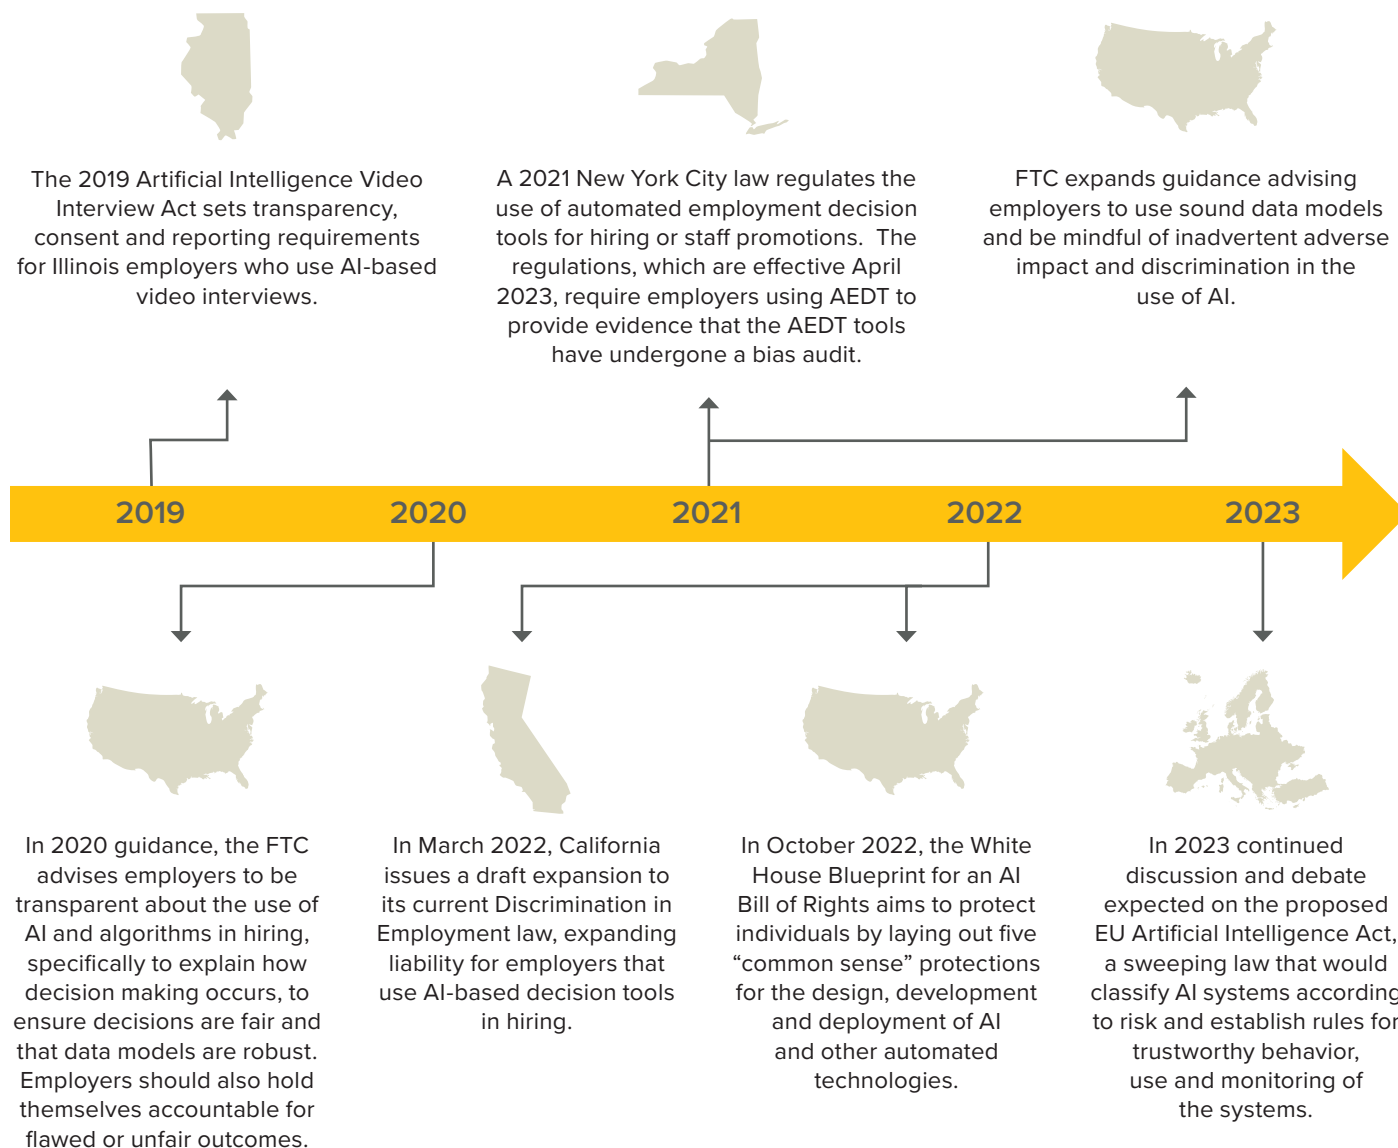 The 2019 Artificial Intelligence Video
Interview Act sets transparency,
consent and reporting requirements
for Illinois employers who use AI-based
video interviews.
A 2021 New York City law regulates the
use of automated employment decision
tools for hiring or staff promotions.  The
regulations, which are effective April
2023, require employers using AEDT to
provide evidence that the AEDT tools
have undergone a bias audit.
FTC expands guidance advising
employers to use sound data models
and be mindful of inadvertent adverse
impact and discrimination in the
use of AI.
2019
2020
2021
2022
2023
In 2020 guidance, the FTC
advises employers to be
transparent about the use of
AI and algorithms in hiring,
specifically to explain how
decision making occurs, to
ensure decisions are fair and
that data models are robust.
Employers should also hold
themselves accountable for
flawed or unfair outcomes.
In March 2022, California
issues a draft expansion to
its current Discrimination in
Employment law, expanding
liability for employers that
use AI-based decision tools
in hiring.
In October 2022, the White
House Blueprint for an AI
Bill of Rights aims to protect
individuals by laying out five
“common sense” protections
for the design, development
and deployment of AI
and other automated
technologies.
In 2023 continued
discussion and debate
expected on the proposed
EU Artificial Intelligence Act,
a sweeping law that would
classify AI systems according
to risk and establish rules for
trustworthy behavior,
use and monitoring of
the systems.